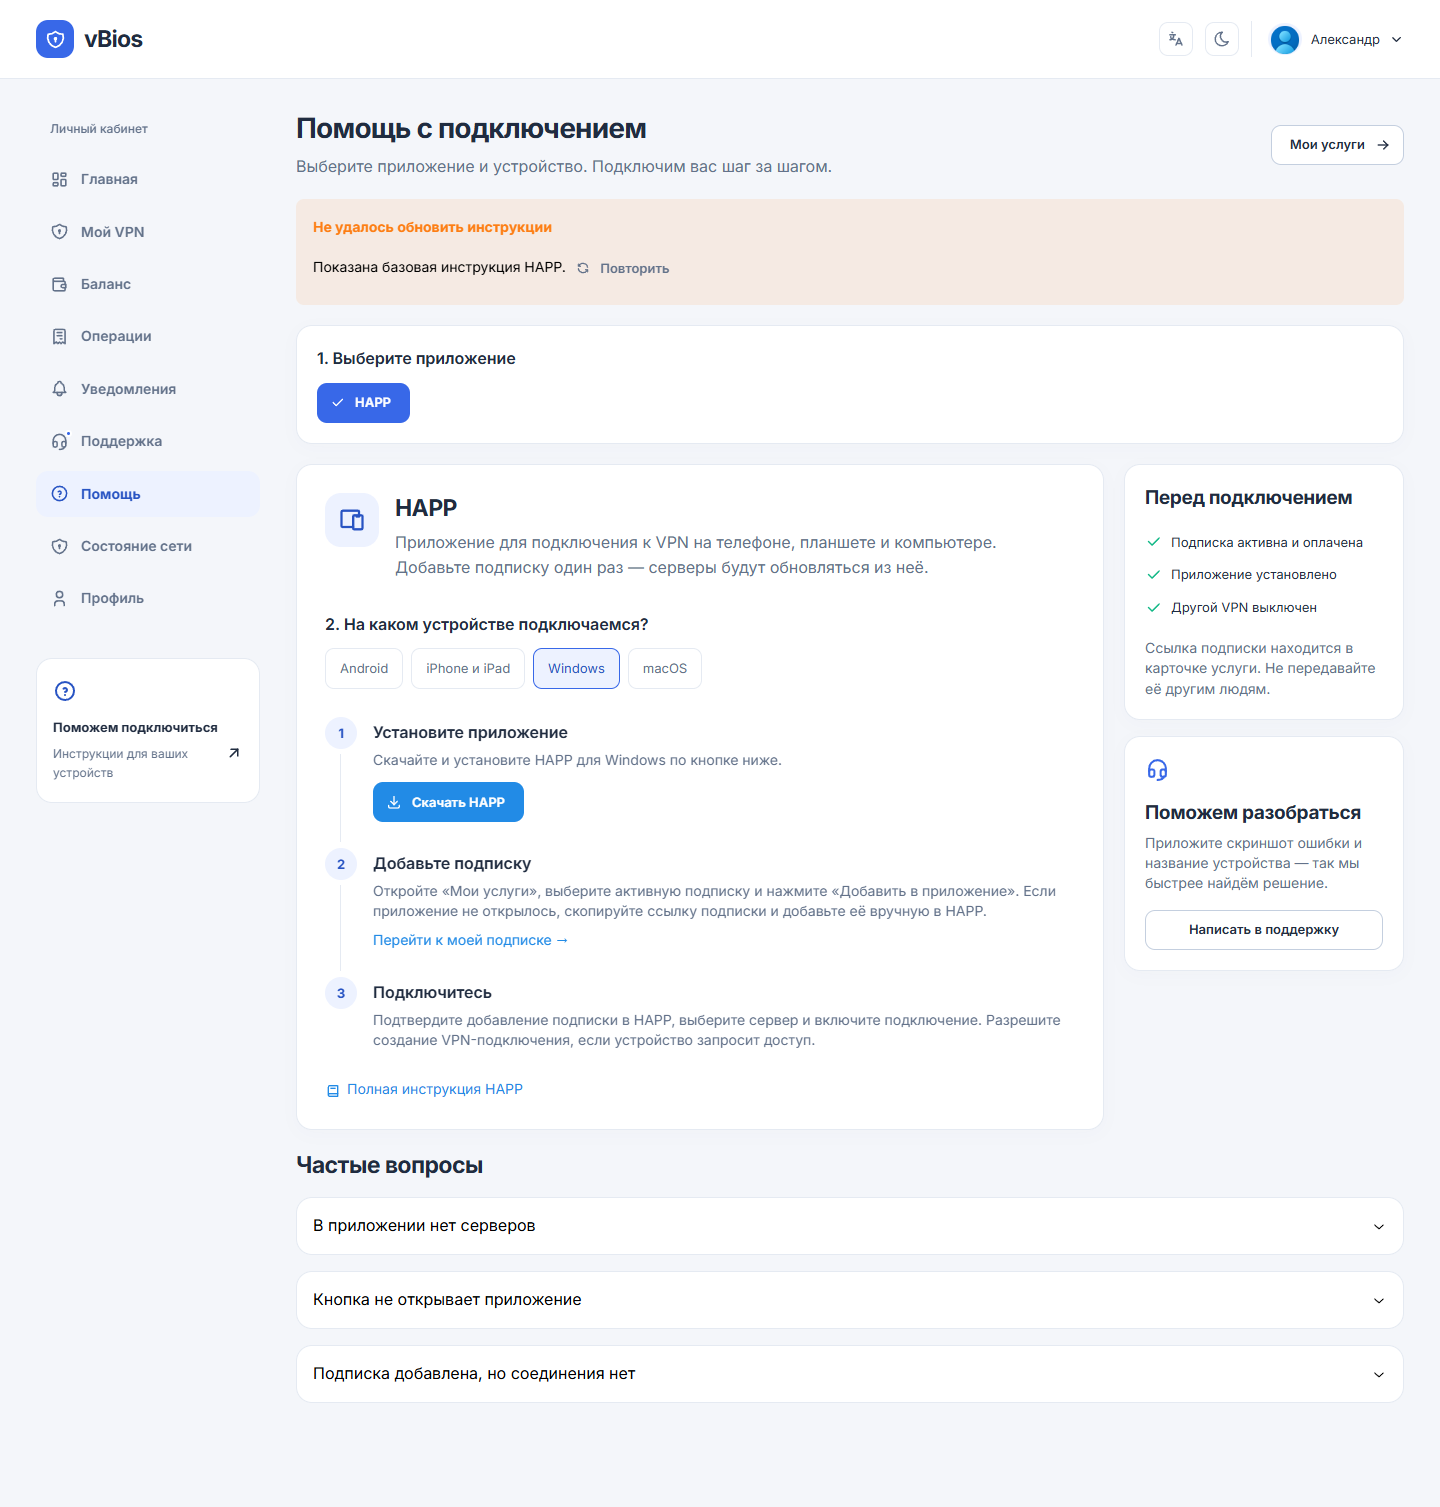 vBios
Александр
Личный кабинет
Главная
Мой VPN
Баланс
Операции
Уведомления
Поддержка
Помощь
Состояние сети
Профиль
Поможем подключиться
Инструкции для ваших
устройств
Помощь с подключением
Выберите приложение и устройство. Подключим вас шаг за шагом.
Мои услуги
Не удалось обновить инструкции
Показана базовая инструкция HAPP. Повторить
1. Выберите приложение
HAPP
HAPP
Приложение для подключения к VPN на телефоне, планшете и компьютере.
Добавьте подписку один раз — серверы будут обновляться из неё.
2. На каком устройстве подключаемся?
Android iPhone и iPad Windows macOS
1 Установите приложение
Скачайте и установите HAPP для Windows по кнопке ниже.
Скачать HAPP
2 Добавьте подписку
Откройте «Мои услуги», выберите активную подписку и нажмите «Добавить в приложение». Если
приложение не открылось, скопируйте ссылку подписки и добавьте её вручную в HAPP.
Перейти к моей подписке →
3 Подключитесь
Подтвердите добавление подписки в HAPP, выберите сервер и включите подключение. Разрешите
создание VPN-подключения, если устройство запросит доступ.
Полная инструкция HAPP
Перед подключением
Подписка активна и оплачена
Приложение установлено
Другой VPN выключен
Ссылка подписки находится в
карточке услуги. Не передавайте
её другим людям.
Поможем разобраться
Приложите скриншот ошибки и
название устройства — так мы
быстрее найдём решение.
Написать в поддержку
Частые вопросы
В приложении нет серверов
Кнопка не открывает приложение
Подписка добавлена, но соединения нет